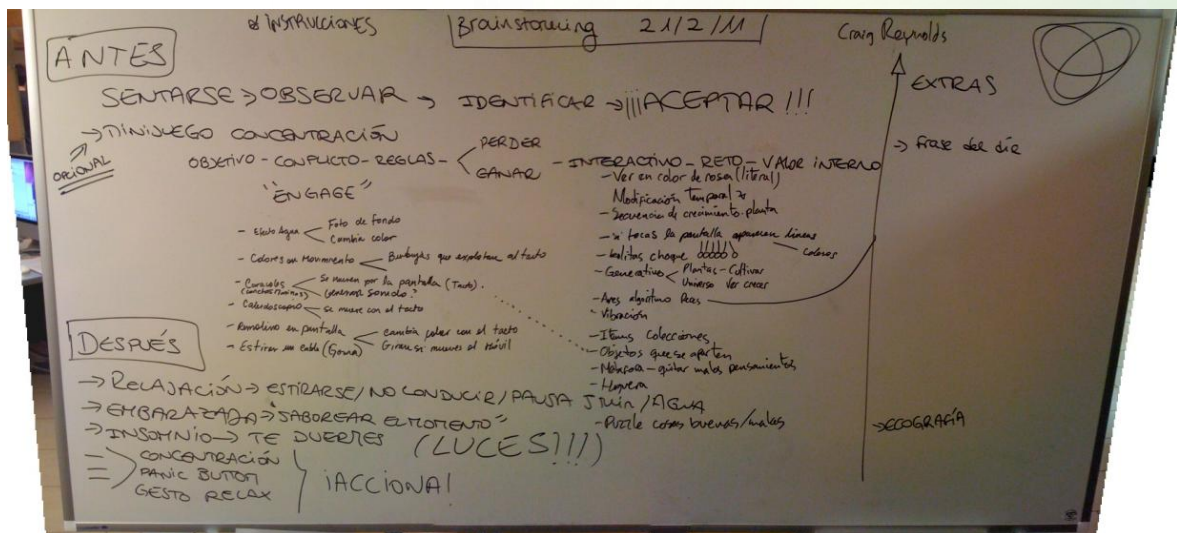 INSTRUCCIONES
Brainstorming 21/2/11
Craig Reynolds
ANTES
EXTRAS
SENTARSE → OBSERVAR → IDENTIFICAR → ¡¡¡ACEPTAR!!!
→ MINIJUEGO CONCENTRACIÓN
OPCIONAL
→ Frase del día
OBJETIVO - CONFLICTO - REGLAS - PERDER
GANAR
- INTERACTIVO - RETO - VALOR INTERNO
"ENGAGE"
- Efecto Agua
Foto de fondo
Cambia color
- Colores en Movimiento
Burbujas que explotan al tacto
- Caracolas
(conchas marinas)
Se mueven por la pantalla (Tacto).
(generar sonido?
- Caleidoscopio
se mueve con el tacto
- Remolino en pantalla
cambia color con el tacto
Gira si mueves el móvil
- Estirar un cable (Goma)
- Ver en color de rosa (literal)
Modificación temporal
- Secuencia de crecimiento planta
- si tocas la pantalla aparecen líneas
colores
- bolitas choque
- Generativo
Plantas - Cultivar
Universo Ver crecer
- Aves algoritmo Peces
- Vibración
- Items colecciones
- Objetos que se aparten
- Metáfora - quitar malos pensamientos
- Hoguera
- Puzzle cosas buenas/malas
DESPUÉS
→ RELAJACIÓN → ESTIRARSE / NO CONDUCIR / PAUSA 5 MIN / AGUA
→ EMBARAZADA → "SABOREAR EL MOMENTO"
→ INSOMNIO → TE DUERMES (LUCES!!!)
CONCENTRACIÓN
PANIC BUTTON
GESTO RELAX
¡ACCIONA!
→ ECOGRAFÍA